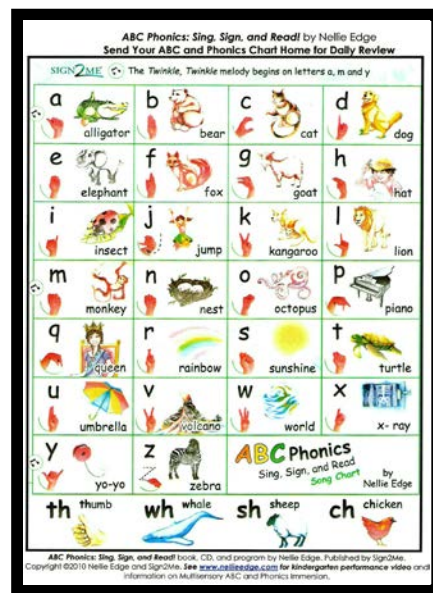 ABC Phonics: Sing, Sign, and Read! by Nellie Edge
Send Your ABC and Phonics Chart Home for Daily Review
SIGN2ME The Twinkle, Twinkle melody begins on letters a, m and y
a alligator b bear c cat d dog
e elephant f fox g goat h hat
i insect j jump k kangaroo l lion
m monkey n nest o octopus p piano
q queen r rainbow s sunshine t turtle
u umbrella v volcano w world x x-ray
y yo-yo z zebra
ABC Phonics
Sing, Sign, and Read
Song Chart
by
Nellie Edge
th thumb wh whale sh sheep ch chicken
ABC Phonics: Sing, Sign, and Read! book, CD, and program by Nellie Edge. Published by Sign2Me.
Copyright ©2010 Nellie Edge and Sign2Me. See www.nellieedge.com for kindergarten performance video and
information on Multisensory ABC and Phonics Immersion.